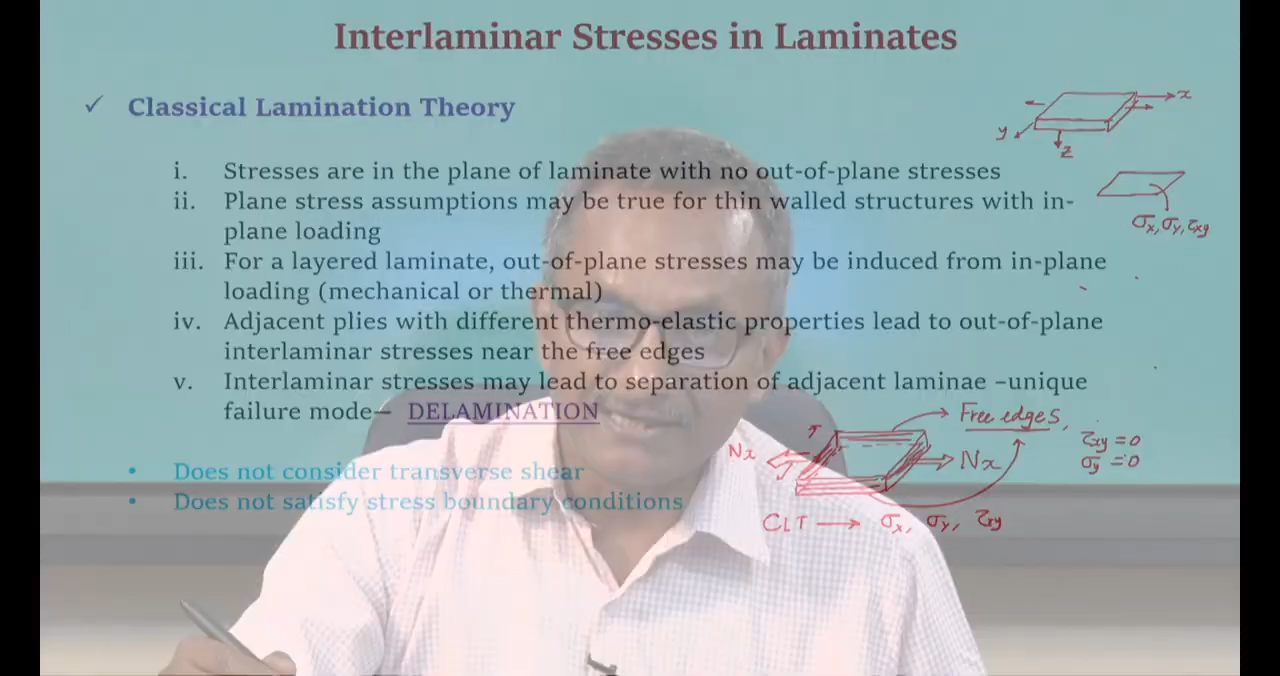 Interlaminar Stresses in Laminates
✓ Classical Lamination Theory
x
y
z
i. Stresses are in the plane of laminate with no out-of-plane stresses
ii. Plane stress assumptions may be true for thin walled structures with in-
plane loading
σx, σy, τxy
iii. For a layered laminate, out-of-plane stresses may be induced from in-plane
loading (mechanical or thermal)
iv. Adjacent plies with different thermo-elastic properties lead to out-of-plane
interlaminar stresses near the free edges
v. Interlaminar stresses may lead to separation of adjacent laminae –unique
failure mode– DELAMINATION
Free edges,
τxy = 0
σy = 0
Nx
Nx
• Does not consider transverse shear
• Does not satisfy stress boundary conditions
CLT → σx, σy, τxy